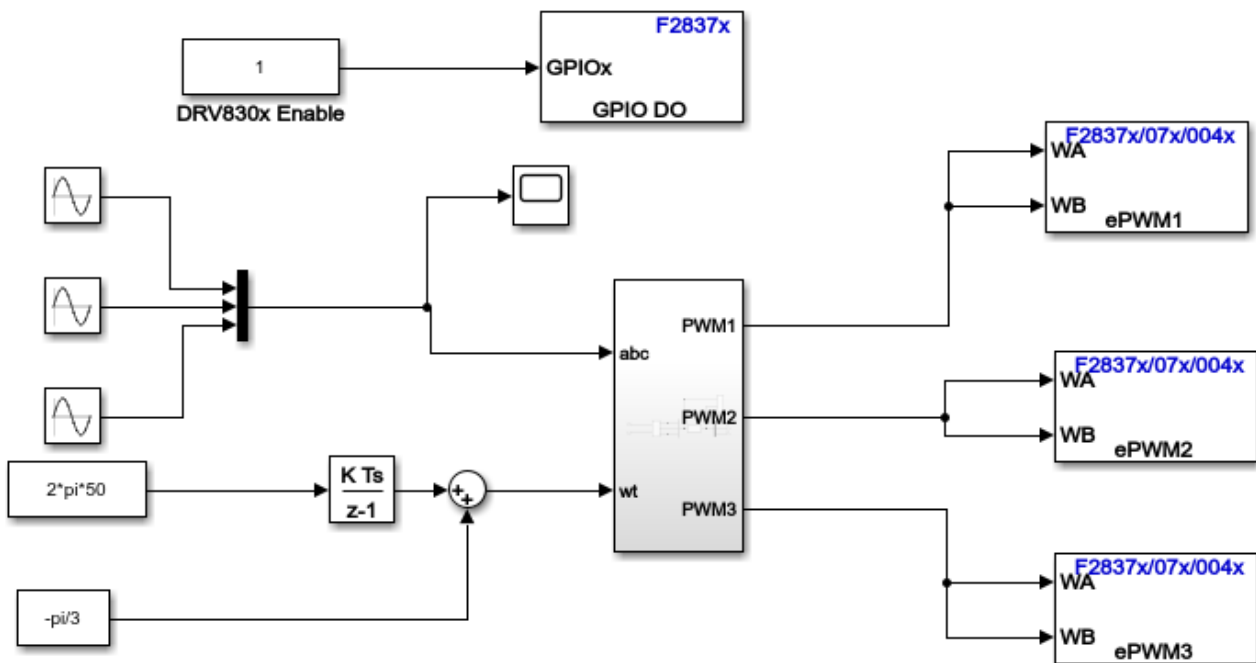 F2837x
1
GPIOx
DRV830x Enable
GPIO DO
F2837x/07x/004x
WA
WB
ePWM1
PWM1
abc
F2837x/07x/004x
WA
PWM2
WB
ePWM2
2*pi*50
K Ts
z-1
+
+
wt
PWM3
F2837x/07x/004x
WA
-pi/3
WB
ePWM3